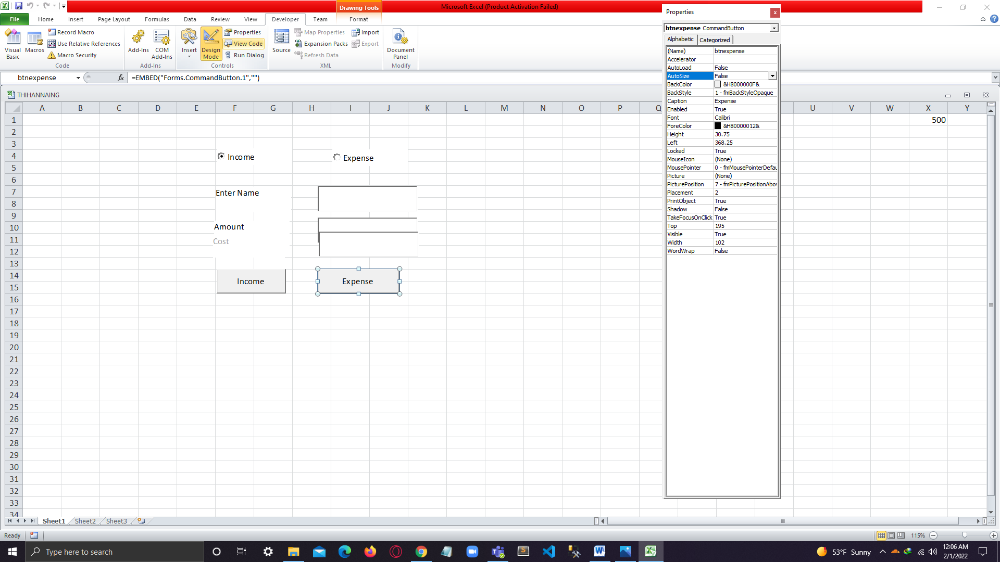 Drawing Tools
Microsoft Excel (Product Activation Failed)
File Home Insert Page Layout Formulas Data Review View Developer Team Format
Visual Basic
Macros
Record Macro
Use Relative References
Macro Security
Code
Add-Ins
COM Add-Ins
Add-Ins
Insert
Design Mode
Properties
View Code
Run Dialog
Controls
Source
Map Properties
Expansion Packs
Refresh Data
Import
Export
XML
Document Panel
Modify
btnexpense
fx
=EMBED("Forms.CommandButton.1","")
THIHANNAING
A B C D E F G H I J K L M N O P Q U V W X Y
1 500
2
3
4 Income Expense
5
6
7 Enter Name
8
9
10 Amount
11 Cost
12
13
14 Income Expense
15
16
17
18
19
20
21
22
23
24
25
26
27
28
29
30
31
32
33
34
Properties x
btnexpense CommandButton
Alphabetic Categorized
(Name) btnexpense
Accelerator
AutoLoad False
AutoSize False
BackColor &H8000000F&
BackStyle 1 - fmBackStyleOpaque
Caption Expense
Enabled True
Font Calibri
ForeColor &H80000012&
Height 30.75
Left 368.25
Locked True
MouseIcon (None)
MousePointer 0 - fmMousePointerDefau
Picture (None)
PicturePosition 7 - fmPicturePositionAbov
Placement 2
PrintObject True
Shadow False
TakeFocusOnClick True
Top 195
Visible True
Width 102
WordWrap False
Sheet1 Sheet2 Sheet3
Ready
115%
Type here to search
53°F Sunny
12:06 AM
2/1/2022